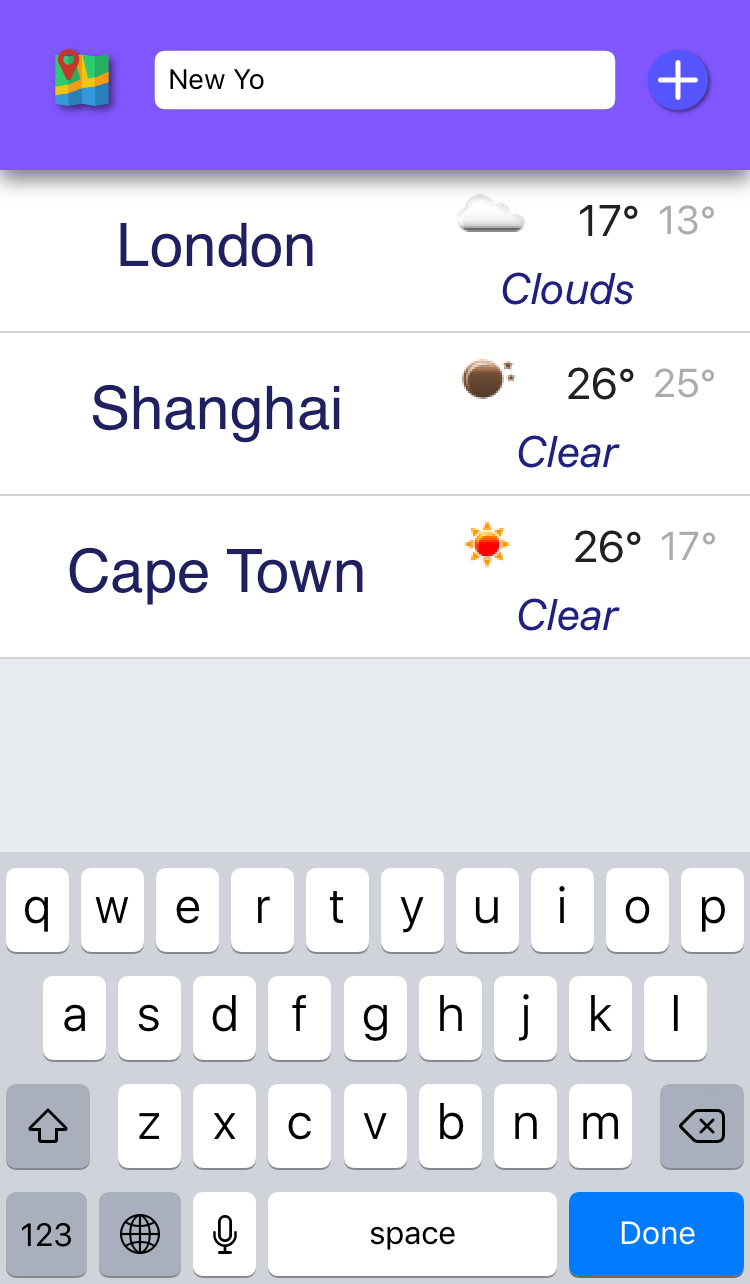 New Yo
London
17° 13°
Clouds
Shanghai
26° 25°
Clear
Cape Town
26° 17°
Clear
q w e r t y u i o p
a s d f g h j k l
z x c v b n m
123 space Done